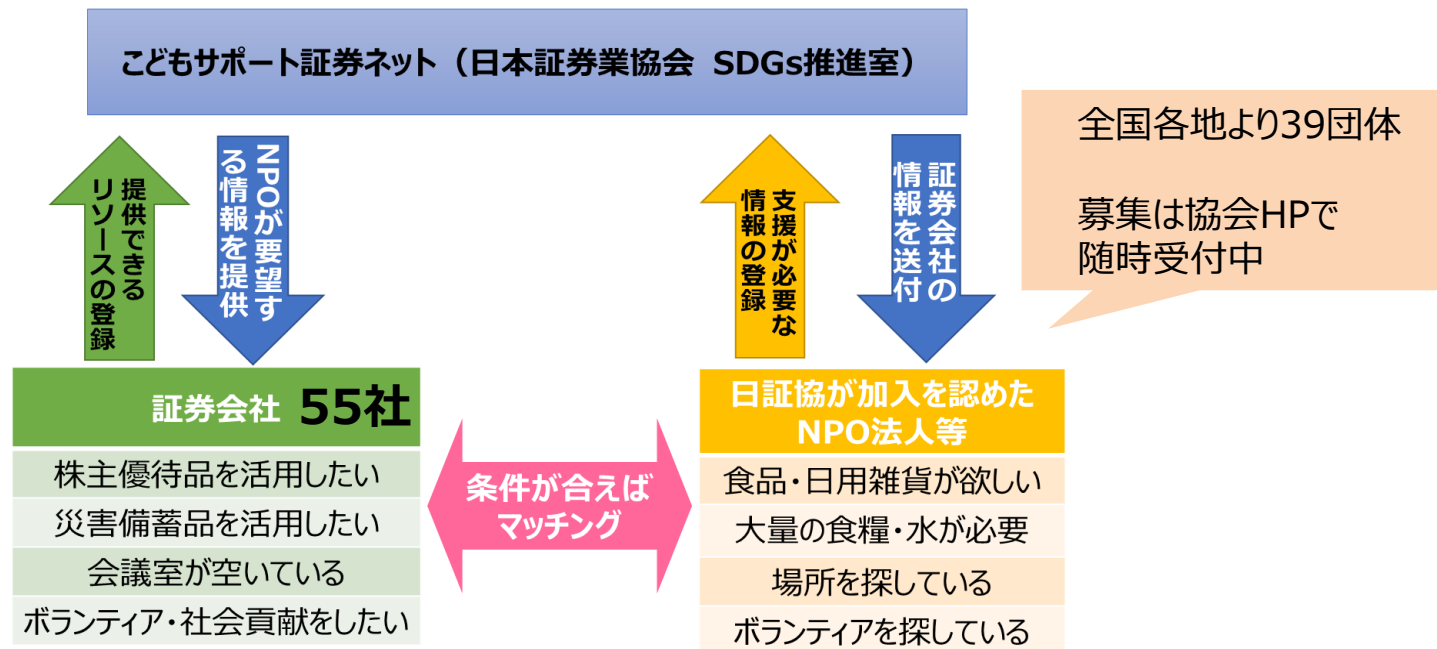 こどもサポート証券ネット（日本証券業協会 SDGs推進室）
全国各地より39団体
募集は協会HPで
随時受付中
提供できる
リソースの登録
NPOが要望す
る情報を提供
支援が必要な
情報の登録
証券会社の
情報を送付
証券会社 55社
株主優待品を活用したい
災害備蓄品を活用したい
会議室が空いている
ボランティア・社会貢献をしたい
条件が合えば
マッチング
日証協が加入を認めた
NPO法人等
食品・日用雑貨が欲しい
大量の食糧・水が必要
場所を探している
ボランティアを探している